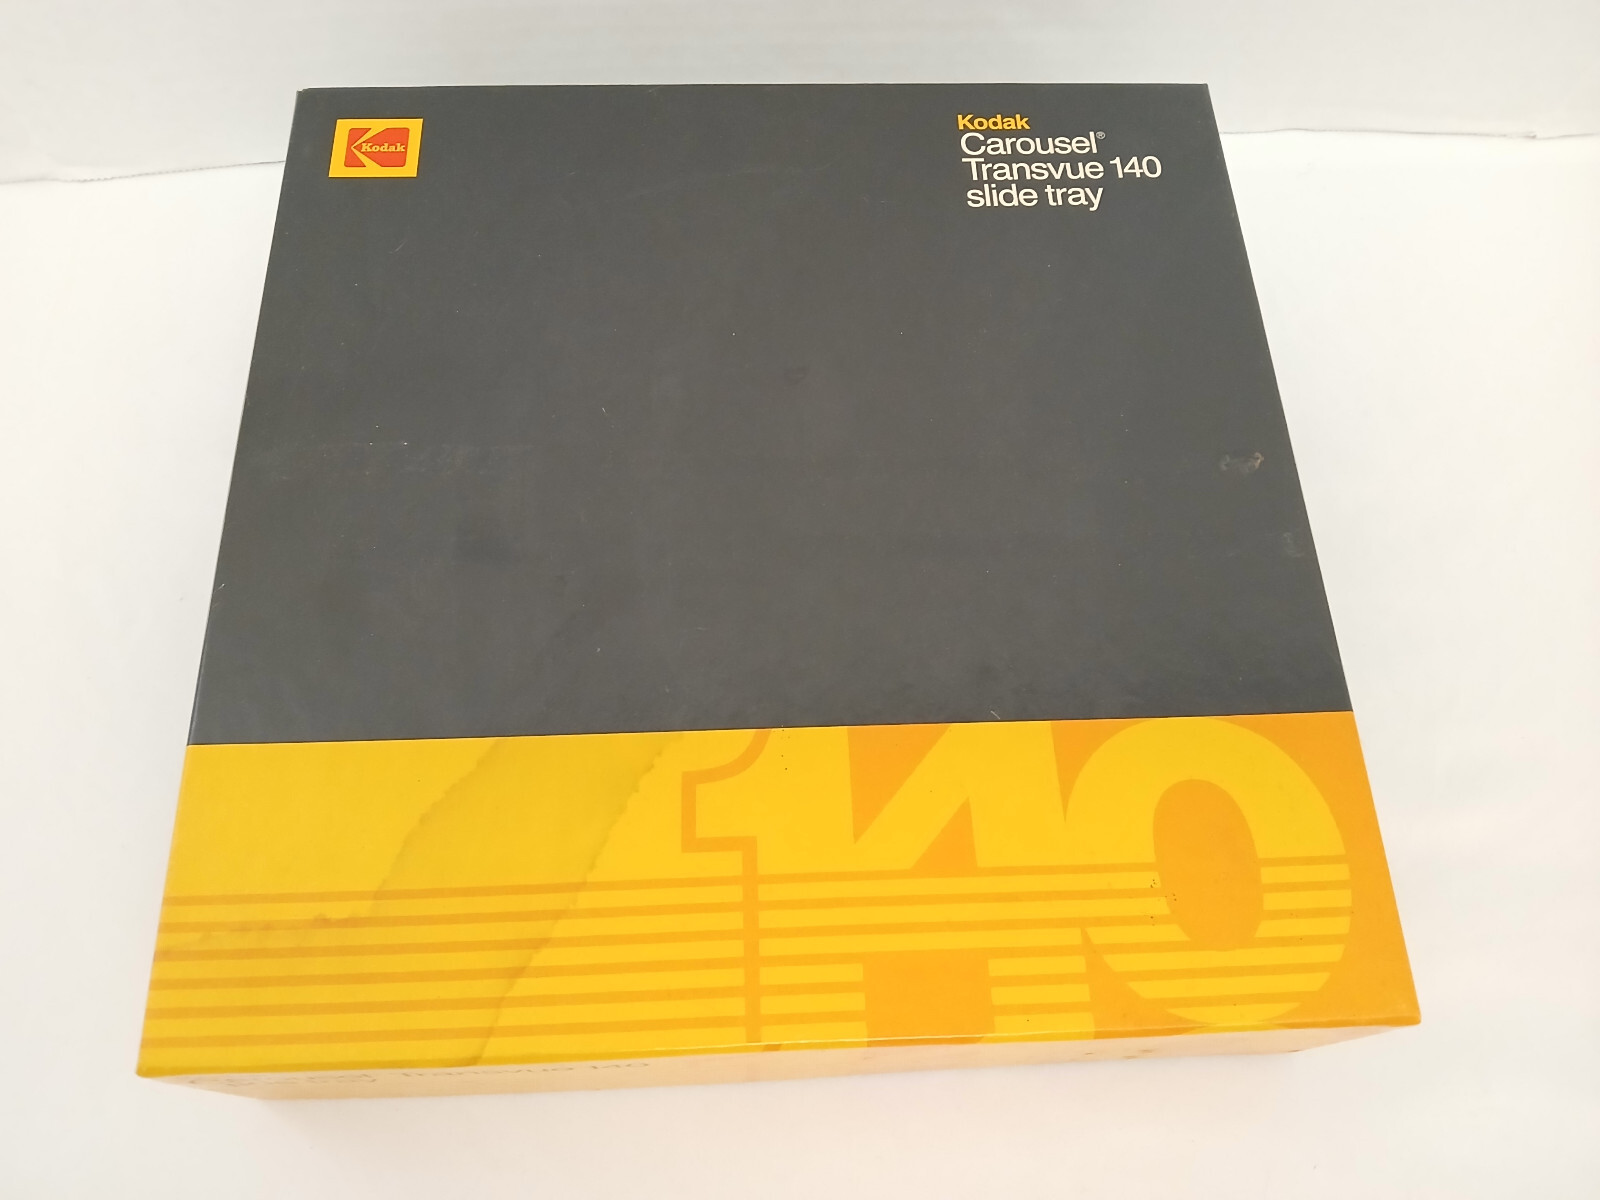 Kodak
Kodak
Carousel®
Transvue 140
slide tray
140
Transvue 140